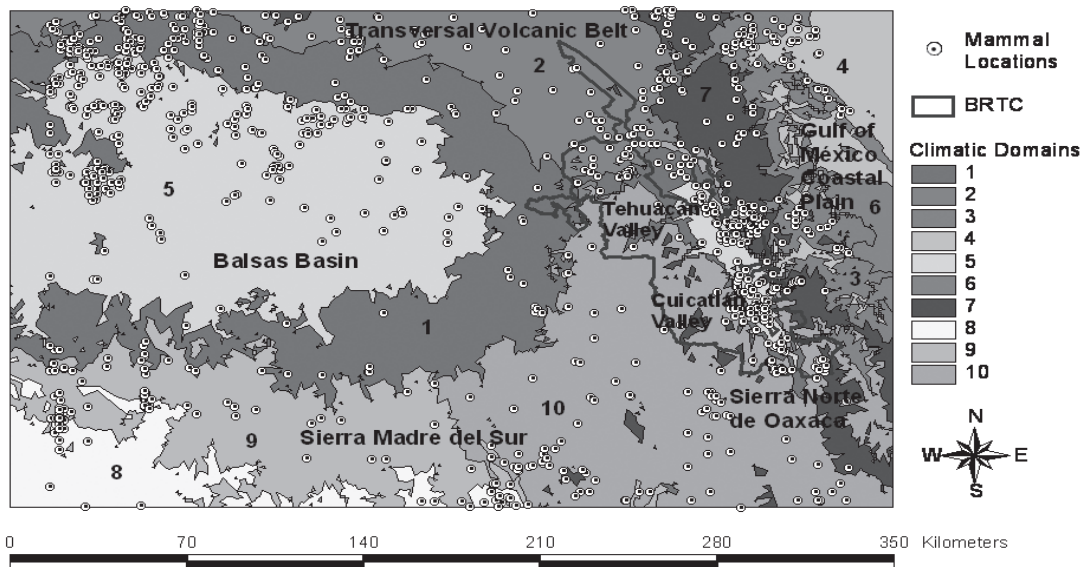 Transversal Volcanic Belt
2
4
7
Gulf of
México
Coastal
Plain
5
6
Tehuacán
Valley
Balsas Basin
3
Cuicatlán
Valley
1
Sierra Norte
de Oaxaca
10
9
Sierra Madre del Sur
8
Mammal
Locations
BRTC
Climatic Domains
1
2
3
4
5
6
7
8
9
10
N
W
E
S
0
70
140
210
280
350
Kilometers